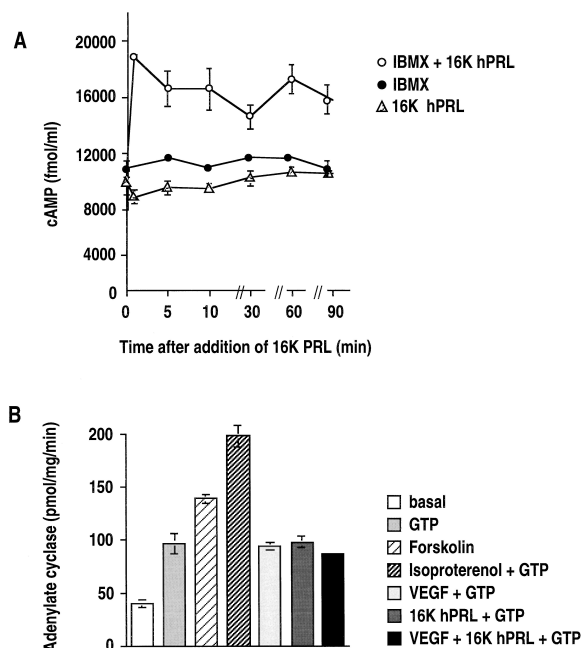 A
20000
16000
12000
8000
4000
0
cAMP (fmol/ml)
0 5 10 // 30 // 60 // 90
Time after addition of 16K PRL (min)
IBMX + 16K hPRL
IBMX
16K hPRL
B
200
150
100
50
0
Adenylate cyclase (pmol/mg/min)
basal
GTP
Forskolin
Isoproterenol + GTP
VEGF + GTP
16K hPRL + GTP
VEGF + 16K hPRL + GTP